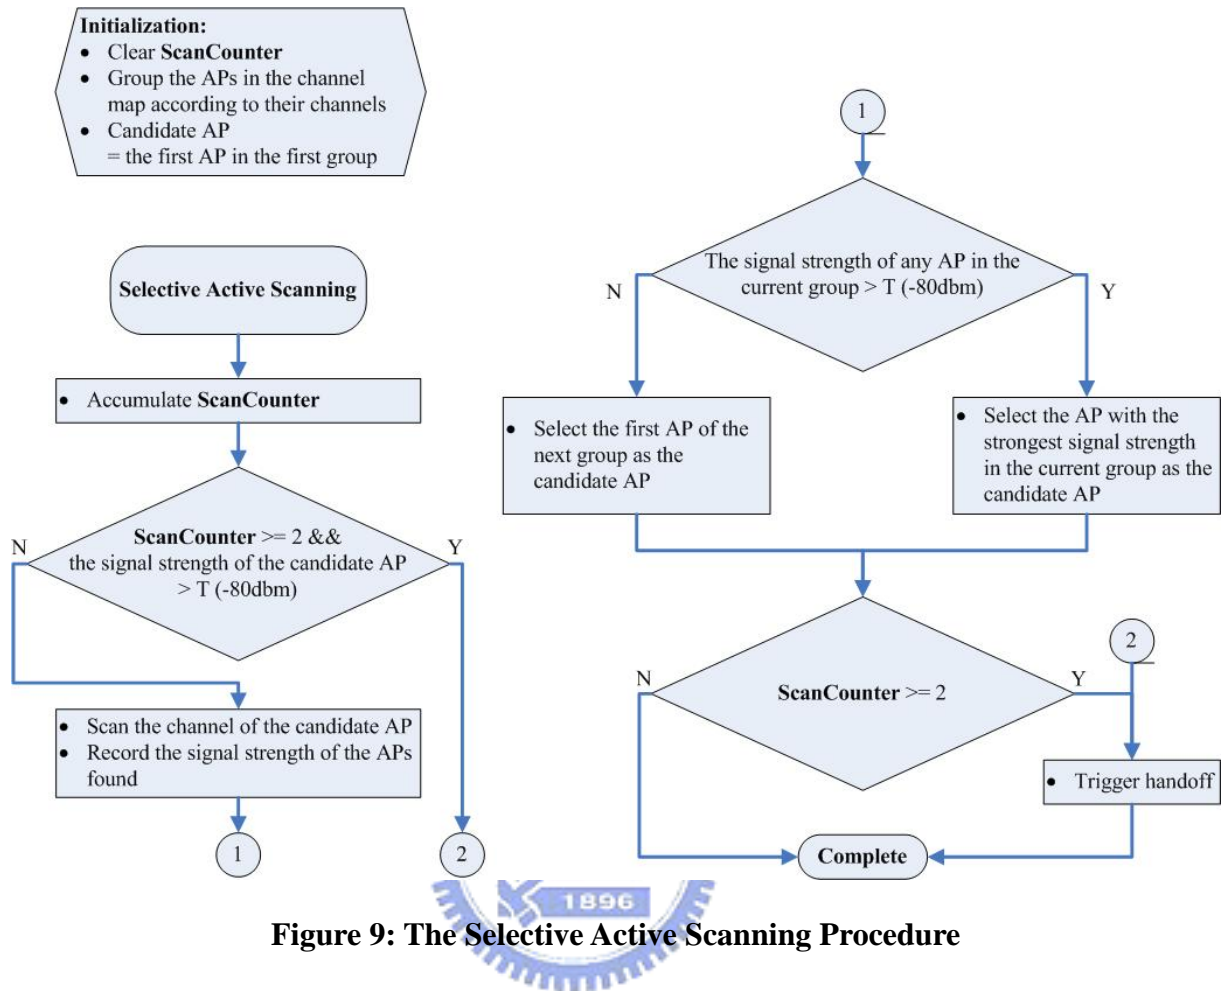 Initialization:
• Clear ScanCounter
• Group the APs in the channel
map according to their channels
• Candidate AP
= the first AP in the first group
Selective Active Scanning
• Accumulate ScanCounter
ScanCounter >= 2 &&
the signal strength of the candidate AP
> T (-80dbm)
N
Y
• Scan the channel of the candidate AP
• Record the signal strength of the APs
found
1
2
1
The signal strength of any AP in the
current group > T (-80dbm)
N
Y
• Select the first AP of the
next group as the
candidate AP
• Select the AP with the
strongest signal strength
in the current group as the
candidate AP
ScanCounter >= 2
N
Y
2
• Trigger handoff
Complete
1896
Figure 9: The Selective Active Scanning Procedure